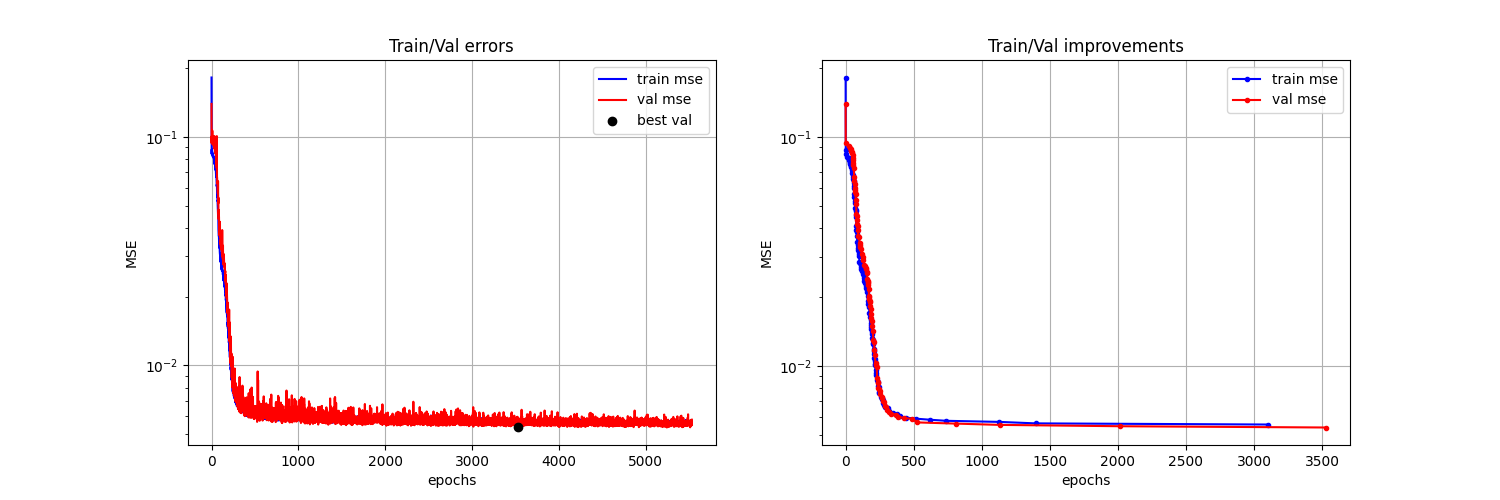 Train/Val errors
train mse
val mse
best val
10⁻¹
10⁻²
MSE
0 1000 2000 3000 4000 5000
epochs
Train/Val improvements
train mse
val mse
10⁻¹
10⁻²
MSE
0 500 1000 1500 2000 2500 3000 3500
epochs